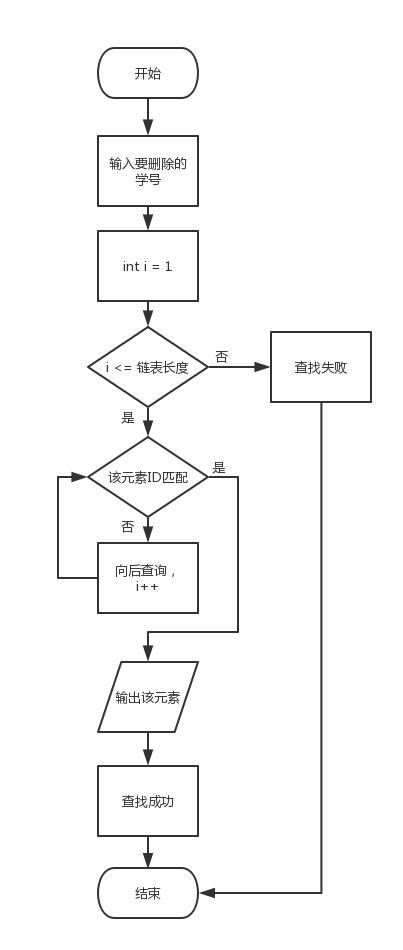 开始
输入要删除的
学号
int i = 1
i <= 链表长度
否
查找失败
是
该元素ID匹配
是
否
向后查询，
i++
输出该元素
查找成功
结束